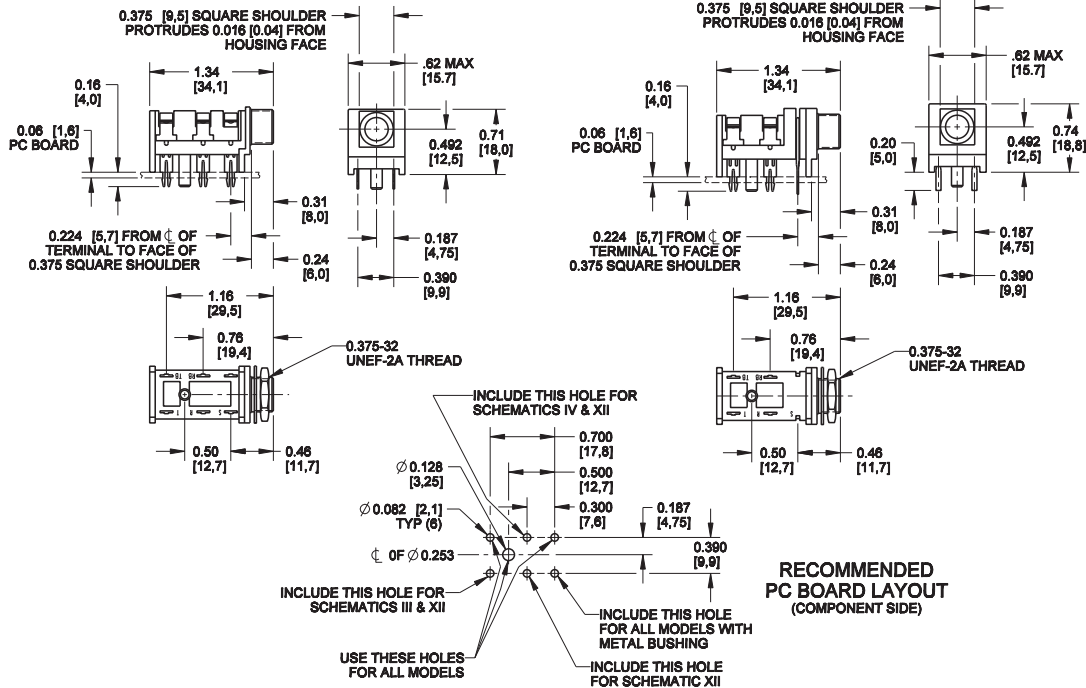 0.375 [9,5] SQUARE SHOULDER
PROTRUDES 0.016 [0.04] FROM
HOUSING FACE
1.34
[34,1]
.62 MAX
[15.7]
0.16
[4,0]
0.06 [1,6]
PC BOARD
0.492
[12,5]
0.71
[18,0]
0.31
[8,0]
0.187
[4,75]
0.224 [5,7] FROM ℄ OF
TERMINAL TO FACE OF
0.375 SQUARE SHOULDER
0.24
[6,0]
0.390
[9,9]
1.16
[29,5]
0.76
[19,4]
0.375-32
UNEF-2A THREAD
TB RB
T R S
0.50
[12,7]
0.46
[11,7]
0.375 [9,5] SQUARE SHOULDER
PROTRUDES 0.016 [0.04] FROM
HOUSING FACE
1.34
[34,1]
.62 MAX
[15.7]
0.16
[4,0]
0.06 [1,6]
PC BOARD
0.20
[5,0]
0.492
[12,5]
0.74
[18,8]
0.31
[8,0]
0.187
[4,75]
0.224 [5,7] FROM ℄ OF
TERMINAL TO FACE OF
0.375 SQUARE SHOULDER
0.24
[6,0]
0.390
[9,9]
1.16
[29,5]
0.76
[19,4]
0.375-32
UNEF-2A THREAD
TB RB
T R S
0.50
[12,7]
0.46
[11,7]
INCLUDE THIS HOLE FOR
SCHEMATICS IV & XII
0.700
[17,8]
Ø 0.128
[3,25]
0.500
[12,7]
Ø 0.082 [2,1]
TYP (6)
0.300
[7,6]
0.187
[4,75]
℄ OF Ø 0.253
0.390
[9,9]
INCLUDE THIS HOLE FOR
SCHEMATICS III & XII
INCLUDE THIS HOLE
FOR ALL MODELS WITH
METAL BUSHING
USE THESE HOLES
FOR ALL MODELS
INCLUDE THIS HOLE
FOR SCHEMATIC XII
RECOMMENDED
PC BOARD LAYOUT
(COMPONENT SIDE)